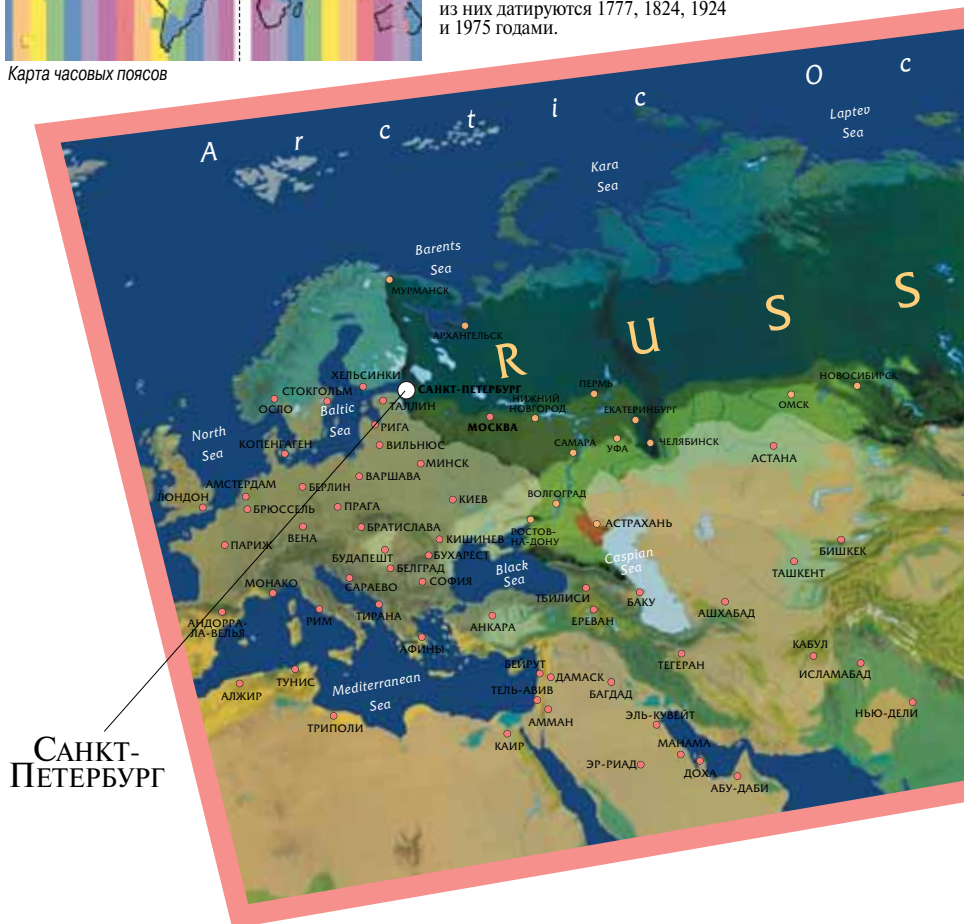 из них датируются 1777, 1824, 1924
и 1975 годами.
Карта часовых поясов
Arctic Oc
Laptev
Sea
Kara
Sea
Barents
Sea
МУРМАНСК
АРХАНГЕЛЬСК
RUSS
ХЕЛЬСИНКИ
САНКТ-ПЕТЕРБУРГ
СТОКГОЛЬМ
ОСЛО
Baltic
Sea
ТАЛЛИН
ПЕРМЬ
НИЖНИЙ
НОВГОРОД
НОВОСИБИРСК
ОМСК
ЕКАТЕРИНБУРГ
МОСКВА
РИГА
North
Sea
КОПЕНГАГЕН
ВИЛЬНЮС
САМАРА
УФА
ЧЕЛЯБИНСК
АСТАНА
МИНСК
ВАРШАВА
АМСТЕРДАМ
БЕРЛИН
ЛОНДОН
БРЮССЕЛЬ
ПРАГА
КИЕВ
ВОЛГОГРАД
ВЕНА
БРАТИСЛАВА
РОСТОВ-
НА-ДОНУ
АСТРАХАНЬ
ПАРИЖ
КИШИНЕВ
БУДАПЕШТ
БУХАРЕСТ
БЕЛГРАД
Black
Sea
Caspian
Sea
БИШКЕК
ТАШКЕНТ
МОНАКО
САРАЕВО
СОФИЯ
ТБИЛИСИ
БАКУ
АШХАБАД
АНДОРРА-
ЛА-ВЕЛЬЯ
РИМ
ТИРАНА
АНКАРА
ЕРЕВАН
АФИНЫ
КАБУЛ
ТЕГЕРАН
ИСЛАМАБАД
БЕЙРУТ
ДАМАСК
ТУНИС
Mediterranean
Sea
АЛЖИР
ТЕЛЬ-АВИВ
БАГДАД
НЬЮ-ДЕЛИ
ТРИПОЛИ
АММАН
ЭЛЬ-КУВЕЙТ
КАИР
МАНАМА
ЭР-РИАД
ДОХА
АБУ-ДАБИ
САНКТ-
ПЕТЕРБУРГ